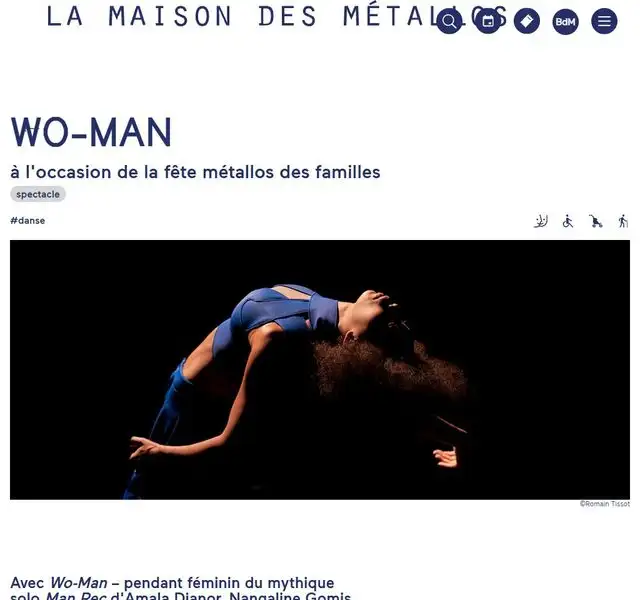 LA MAISON DES MÉTALLOS
BdM
WO-MAN
à l'occasion de la fête métallos des familles
spectacle
#danse
©Romain Tissot
Avec Wo-Man – pendant féminin du mythique
solo Man Rec d'Amala Dianor, Nangaline Gomis